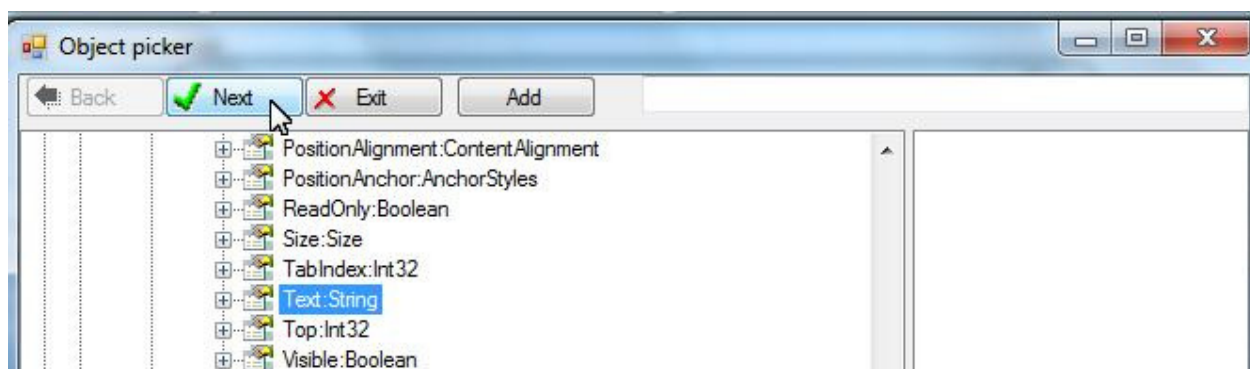 Object picker
Back Next Exit Add
PositionAlignment:ContentAlignment
PositionAnchor:AnchorStyles
ReadOnly:Boolean
Size:Size
TabIndex:Int32
Text:String
Top:Int32
Visible:Boolean